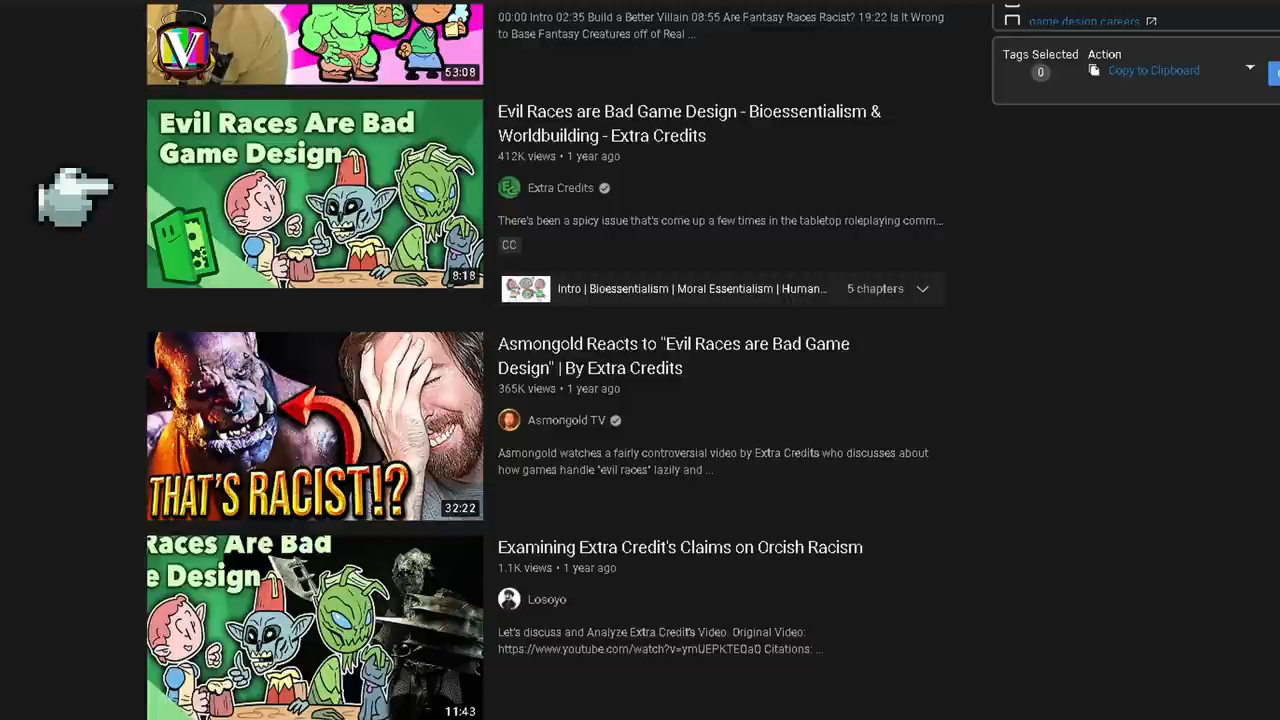 00:00 Intro 02:35 Build a Better Villain 08:55 Are Fantasy Races Racist? 19:22 Is It Wrong
to Base Fantasy Creatures off of Real ...
V
53:08
game design careers
Tags Selected
Action
0
Copy to Clipboard
Evil Races Are Bad
Game Design
8:18
Evil Races are Bad Game Design - Bioessentialism &
Worldbuilding - Extra Credits
412K views • 1 year ago
EC
Extra Credits
There's been a spicy issue that's come up a few times in the tabletop roleplaying comm...
CC
Intro | Bioessentialism | Moral Essentialism | Human...
5 chapters
THAT'S RACIST!?
32:22
Asmongold Reacts to "Evil Races are Bad Game
Design" | By Extra Credits
365K views • 1 year ago
Asmongold TV
Asmongold watches a fairly controversial video by Extra Credits who discusses about
how games handle "evil races" lazily and ...
Races Are Bad
e Design
11:43
Examining Extra Credit's Claims on Orcish Racism
1.1K views • 1 year ago
Losoyo
Let's discuss and Analyze Extra Credit's Video. Original Video:
https://www.youtube.com/watch?v=ymUEPKTEQaQ Citations: ...